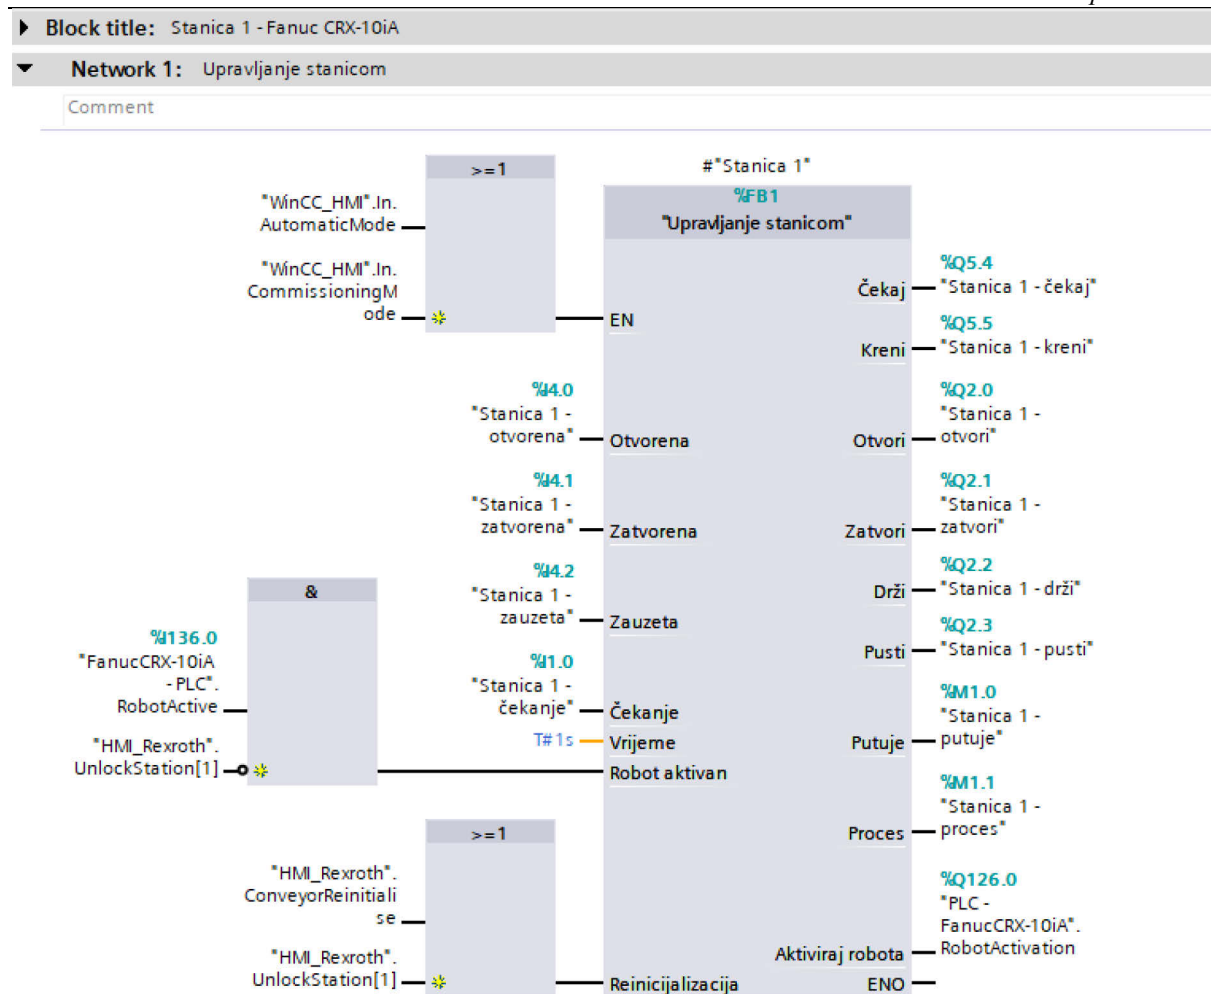 Block title: Stanica 1 - Fanuc CRX-10iA
Network 1: Upravljanje stanicom
Comment
>=1
"WinCC_HMI".In.
AutomaticMode
"WinCC_HMI".In.
CommissioningM
ode
#"Stanica 1"
%FB1
"Upravljanje stanicom"
EN
%I4.0
"Stanica 1 -
otvorena"
Otvorena
%I4.1
"Stanica 1 -
zatvorena"
Zatvorena
%I4.2
"Stanica 1 -
zauzeta"
Zauzeta
%I1.0
"Stanica 1 -
čekanje"
Čekanje
T#1s
Vrijeme
&
%I136.0
"FanucCRX-10iA
- PLC".
RobotActive
"HMI_Rexroth".
UnlockStation[1]
Robot aktivan
>=1
"HMI_Rexroth".
ConveyorReinitiali
se
"HMI_Rexroth".
UnlockStation[1]
Reinicijalizacija
Čekaj
%Q5.4
"Stanica 1 - čekaj"
Kreni
%Q5.5
"Stanica 1 - kreni"
Otvori
%Q2.0
"Stanica 1 -
otvori"
Zatvori
%Q2.1
"Stanica 1 -
zatvori"
Drži
%Q2.2
"Stanica 1 - drži"
Pusti
%Q2.3
"Stanica 1 - pusti"
Putuje
%M1.0
"Stanica 1 -
putuje"
Proces
%M1.1
"Stanica 1 -
proces"
Aktiviraj robota
%Q126.0
"PLC -
FanucCRX-10iA".
RobotActivation
ENO